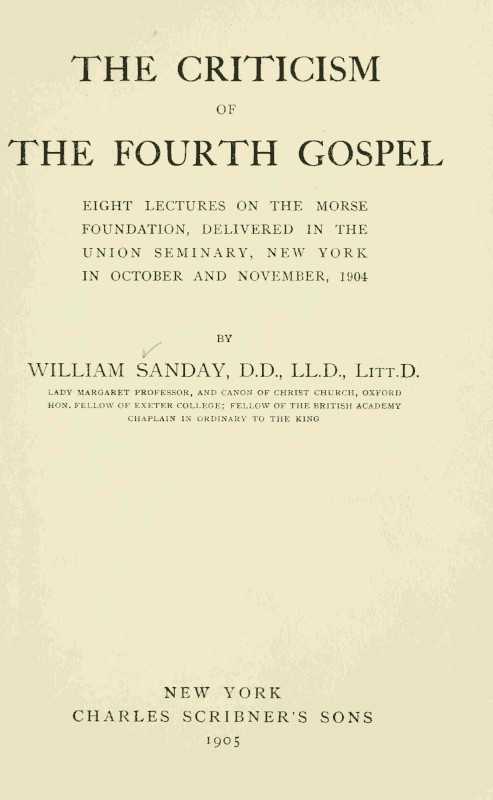 THE CRITICISM
OF
THE FOURTH GOSPEL
EIGHT LECTURES ON THE MORSE
FOUNDATION, DELIVERED IN THE
UNION SEMINARY, NEW YORK
IN OCTOBER AND NOVEMBER, 1904
BY
WILLIAM SANDAY, D.D., LL.D., LITT.D.
LADY MARGARET PROFESSOR, AND CANON OF CHRIST CHURCH, OXFORD
HON. FELLOW OF EXETER COLLEGE; FELLOW OF THE BRITISH ACADEMY
CHAPLAIN IN ORDINARY TO THE KING
NEW YORK
CHARLES SCRIBNER'S SONS
1905